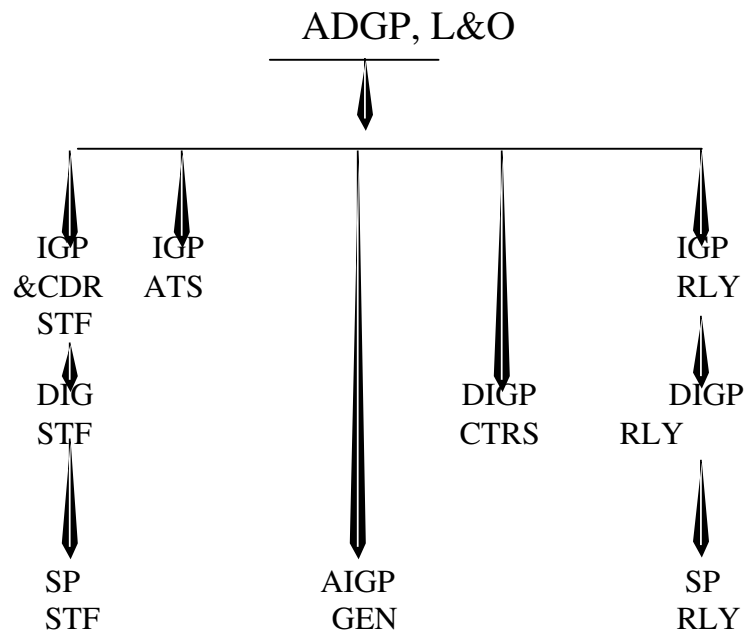 ADGP, L&O
IGP IGP IGP
&CDR ATS RLY
STF
DIG DIGP DIGP
STF CTRS RLY
SP AIGP SP
STF GEN RLY